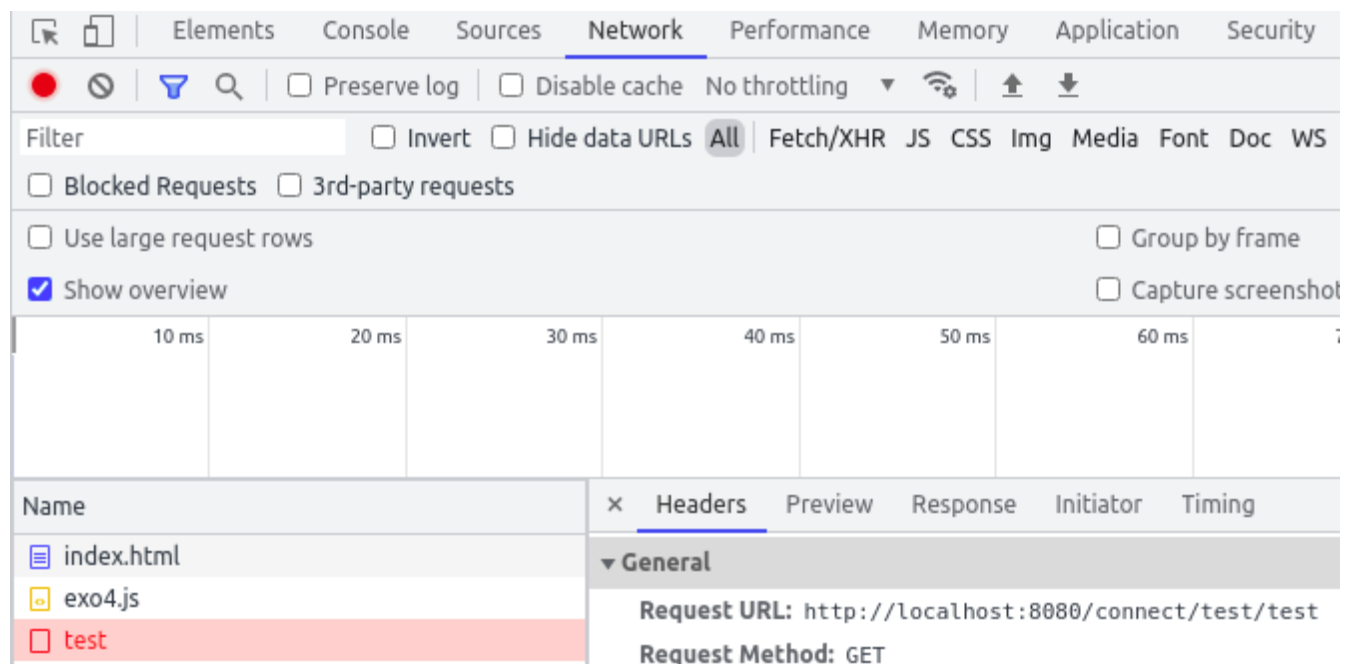 Elements Console Sources Network Performance Memory Application Security
Preserve log Disable cache No throttling
Filter Invert Hide data URLs All Fetch/XHR JS CSS Img Media Font Doc WS
Blocked Requests 3rd-party requests
Use large request rows Group by frame
Show overview Capture screenshot
10 ms 20 ms 30 ms 40 ms 50 ms 60 ms
Name Headers Preview Response Initiator Timing
index.html General
exo4.js Request URL: http://localhost:8080/connect/test/test
test Request Method: GET